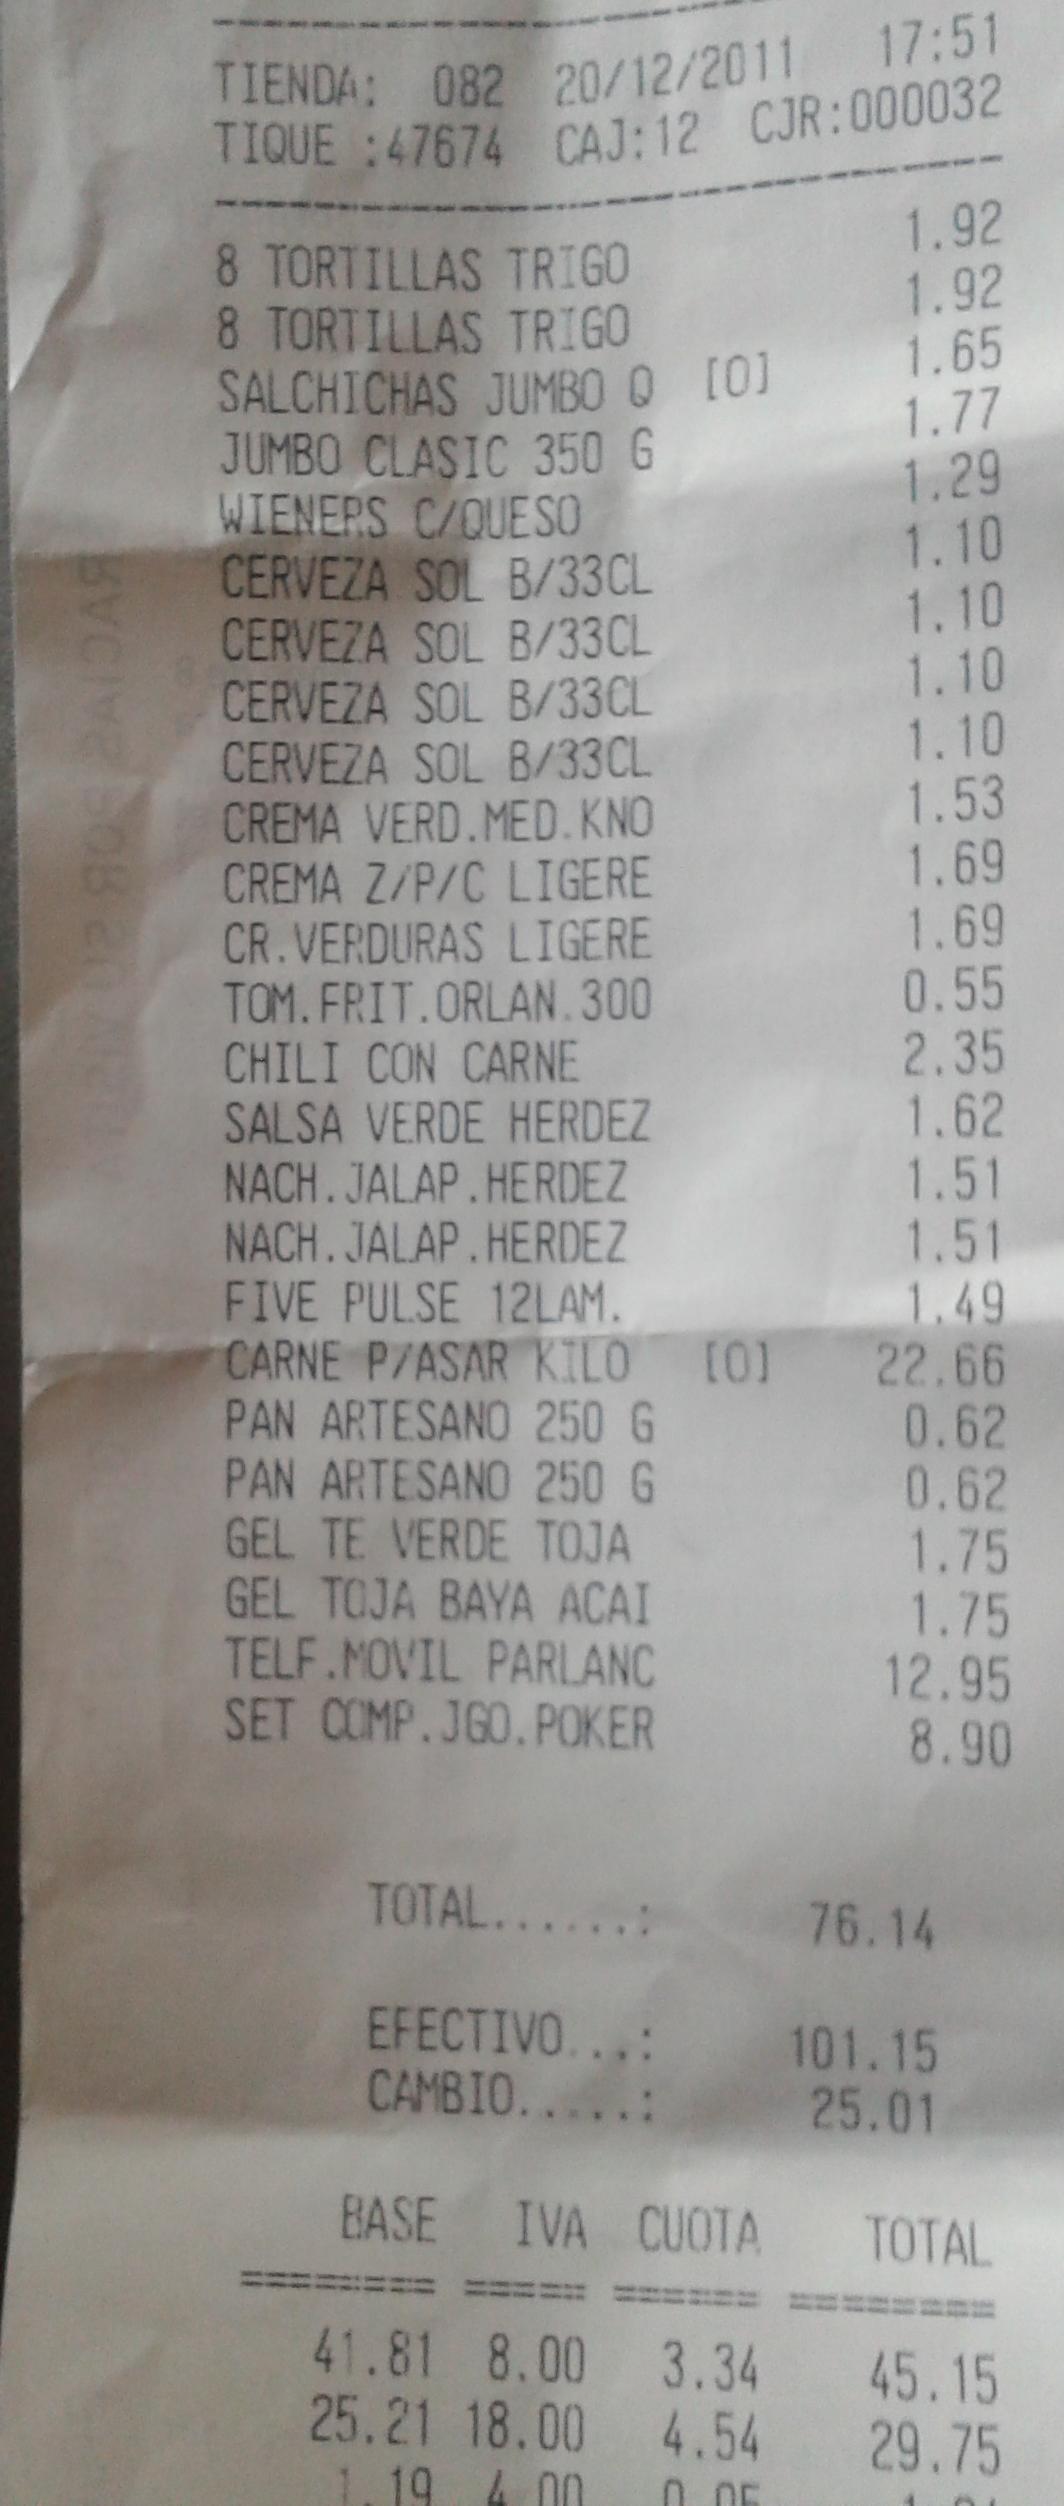 TIENDA: 082 20/12/2011 17:51
TIQUE :47674 CAJ:12 CJR:000032
8 TORTILLAS TRIGO 1.92
8 TORTILLAS TRIGO 1.92
SALCHICHAS JUMBO Q [O] 1.65
JUMBO CLASIC 350 G 1.77
WIENERS C/QUESO 1.29
CERVEZA SOL B/33CL 1.10
CERVEZA SOL B/33CL 1.10
CERVEZA SOL B/33CL 1.10
CERVEZA SOL B/33CL 1.10
CREMA VERD.MED.KNO 1.53
CREMA Z/P/C LIGERE 1.69
CR.VERDURAS LIGERE 1.69
TOM.FRIT.ORLAN.300 0.55
CHILI CON CARNE 2.35
SALSA VERDE HERDEZ 1.62
NACH.JALAP.HERDEZ 1.51
NACH.JALAP.HERDEZ 1.51
FIVE PULSE 12LAM. 1.49
CARNE P/ASAR KILO [O] 22.66
PAN ARTESANO 250 G 0.62
PAN ARTESANO 250 G 0.62
GEL TE VERDE TOJA 1.75
GEL TOJA BAYA ACAI 1.75
TELF.MOVIL PARLANC 12.95
SET COMP.JGO.POKER 8.90
TOTAL......: 76.14
EFECTIVO...: 101.15
CAMBIO.....: 25.01
BASE IVA CUOTA TOTAL
41.81 8.00 3.34 45.15
25.21 18.00 4.54 29.75
1.19 4.00 0.05